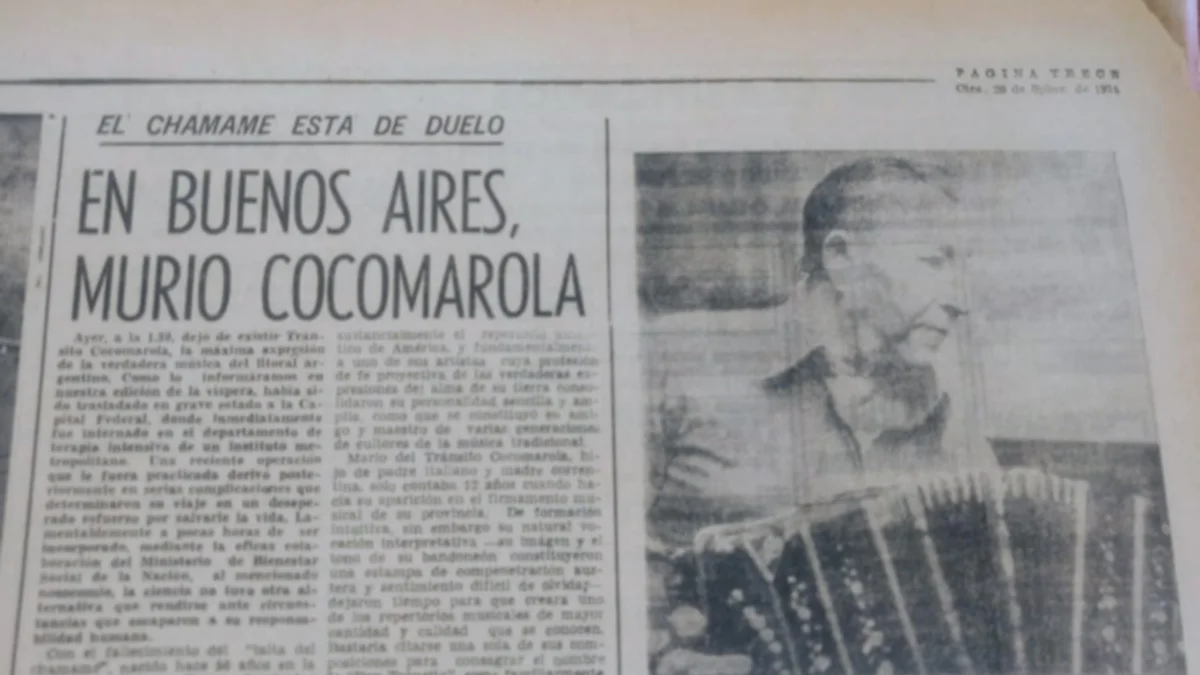 PAGINA TRECE
Ctes. 20 de Sptbre. de 1974
EL CHAMAME ESTA DE DUELO
EN BUENOS AIRES,
MURIO COCOMAROLA
Ayer, a la 1.50, dejó de existir Trán-
sito Cocomarola, la máxima expresión
de la verdadera música del litoral ar-
gentino. Como lo informáramos en
nuestra edición de la víspera, había si-
do trasladado en grave estado a la Ca-
pital Federal, donde inmediatamente
fue internado en el departamento de
terapia intensiva de un instituto me-
tropolitano. Una reciente operación
que le fuera practicada derivó poste-
riormente en serias complicaciones que
determinaron su viaje en un desespe-
rado esfuerzo por salvarle la vida. La-
mentablemente a pocas horas de ser
incorporado, mediante la eficaz cola-
boración del Ministerio de Bienestar
Social de la Nación, al mencionado
nosocomio, la ciencia no tuvo otra al-
ternativa que rendirse ante circuns-
tancias que escaparon a su responsa-
bilidad humana.
Con el fallecimiento del "taita del
chamamé", nacido hace 56 años en la
sustancialmente el repertorio
tico de América, y fundamentalmen-
a uno de sus artistas cuya profesión
de fe proyectiva de las verdaderas ex-
presiones del alma de su tierra conso-
lidaron su personalidad sencilla y am-
plia, como que se constituyó en ami-
go y maestro de varias generaciones
de cultores de la música tradicional.
Mario del Tránsito Cocomarola, hi-
jo de padre italiano y madre corren-
tina, sólo contaba 12 años cuando ha-
cía su aparición en el firmamento mu-
sical de su provincia. De formación
intuitiva, sin embargo su natural vo-
cación interpretativa —su imágen y el
tono de su bandoneón constituyeron
una estampa de compenetración aus-
tera y sentimiento difícil de olvidar—
dejaron tiempo para que creara uno
de los repertorios musicales de mayor
cantidad y calidad que se conocen.
Bastaría citarse una sola de sus com-
posiciones para consagrar el nombre